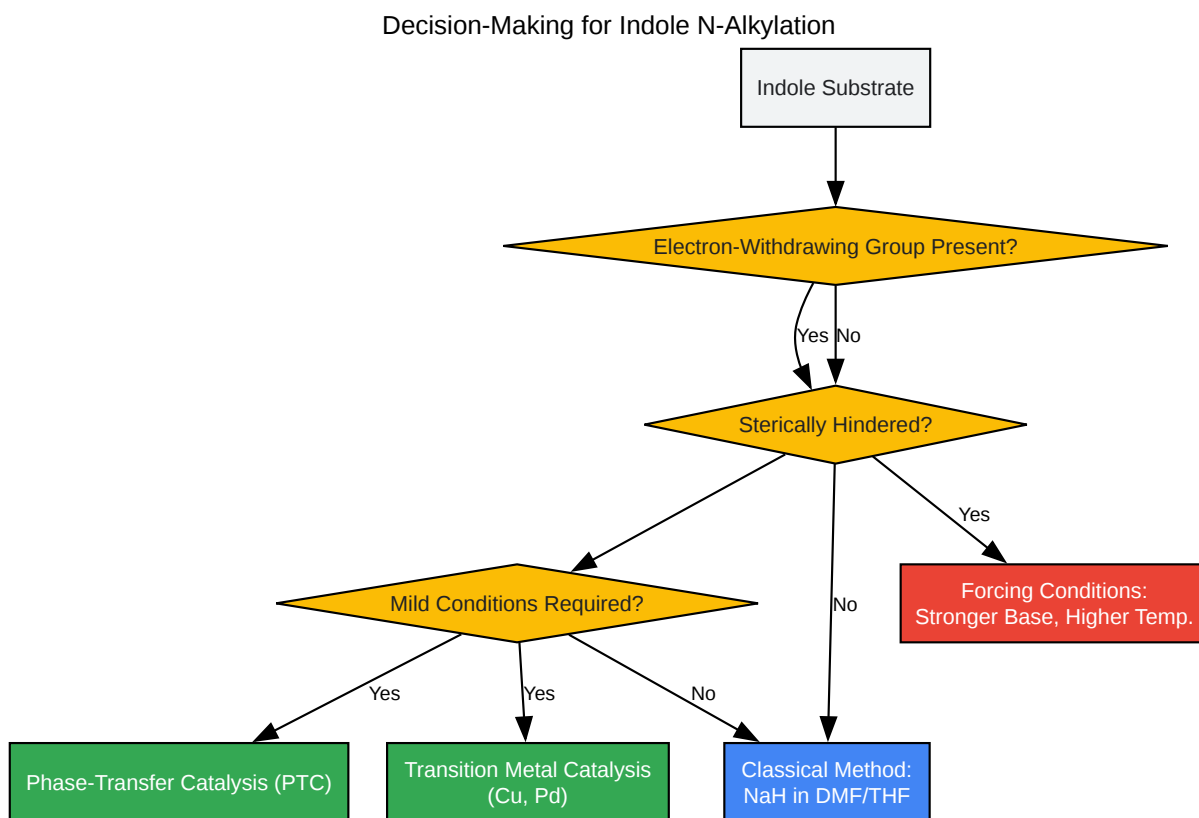 Decision-Making for Indole N-Alkylation
Indole Substrate
Electron-Withdrawing Group Present?
Yes
No
Sterically Hindered?
Yes
Mild Conditions Required?
No
Forcing Conditions:
Stronger Base, Higher Temp.
Yes
Yes
No
Phase-Transfer Catalysis (PTC)
Transition Metal Catalysis
(Cu, Pd)
Classical Method:
NaH in DMF/THF